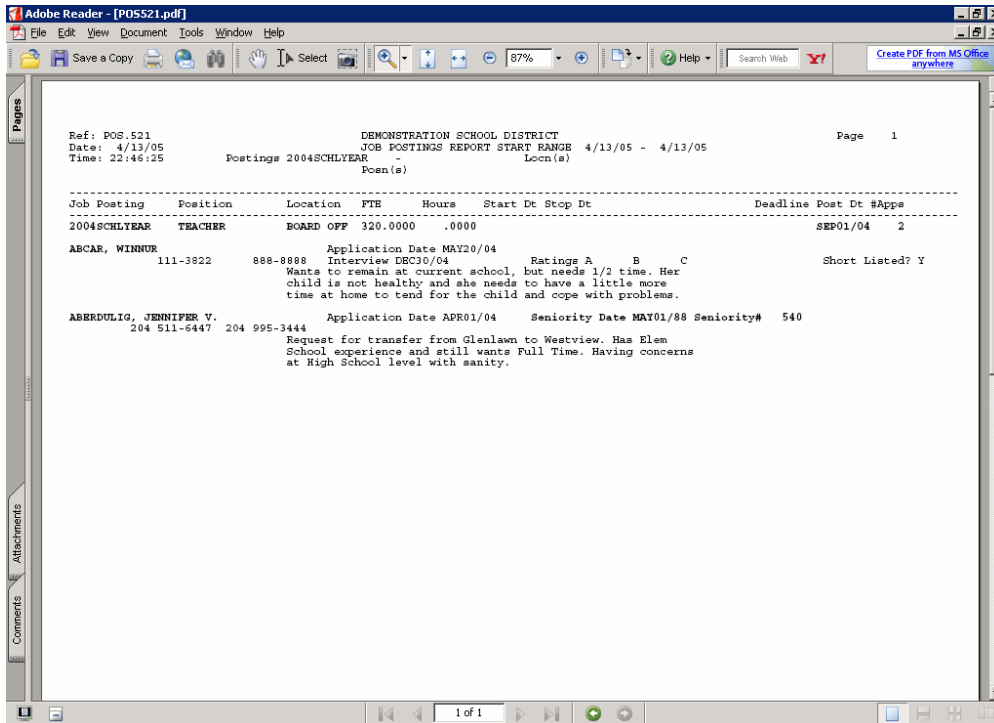 Adobe Reader - [POS521.pdf]
File Edit View Document Tools Window Help
Save a Copy Select 87% Help Search Web Y! Create PDF from MS Office anywhere
Pages
Ref: POS.521 DEMONSTRATION SCHOOL DISTRICT Page 1
Date: 4/13/05 JOB POSTINGS REPORT START RANGE 4/13/05 - 4/13/05
Time: 22:46:25 Postings 2004SCHLYEAR - Locn(s)
Posn(s)
Job Posting Position Location FTE Hours Start Dt Stop Dt Deadline Post Dt #Apps
2004SCHLYEAR TEACHER BOARD OFF 320.0000 .0000 SEP01/04 2
ABCAR, WINNUR Application Date MAY20/04
111-3822 888-8888 Interview DEC30/04 Ratings A B C Short Listed? Y
Wants to remain at current school, but needs 1/2 time. Her
child is not healthy and she needs to have a little more
time at home to tend for the child and cope with problems.
ABERDULIG, JENNIFER V. Application Date APR01/04 Seniority Date MAY01/88 Seniority# 540
204 511-6447 204 995-3444
Request for transfer from Glenlawn to Westview. Has Elem
School experience and still wants Full Time. Having concerns
at High School level with sanity.
Attachments
Comments
1 of 1